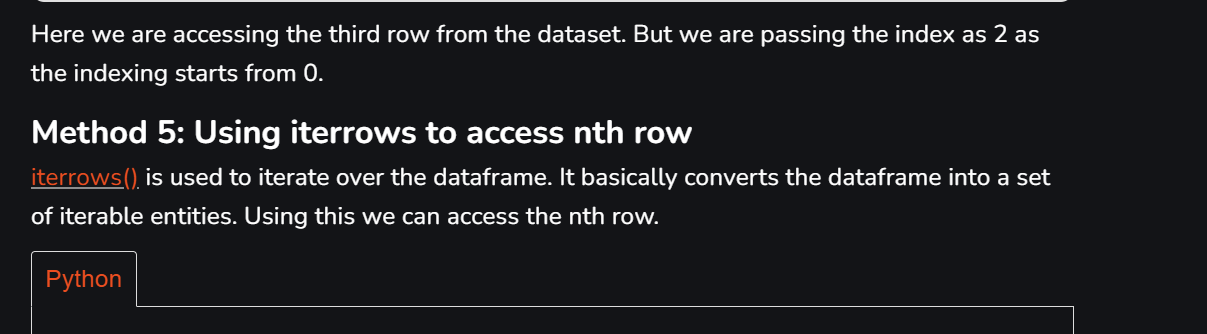 Here we are accessing the third row from the dataset. But we are passing the index as 2 as
the indexing starts from 0.
Method 5: Using iterrows to access nth row
iterrows() is used to iterate over the dataframe. It basically converts the dataframe into a set
of iterable entities. Using this we can access the nth row.
Python